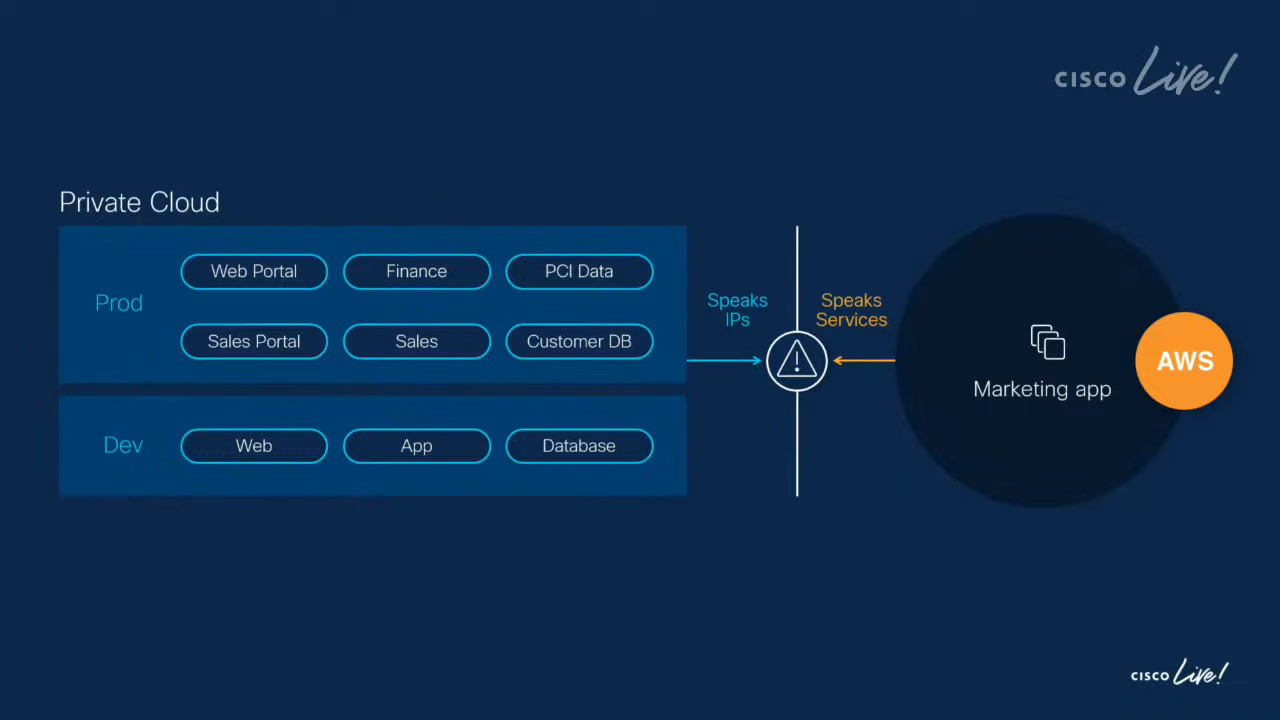 CISCO Live!
Private Cloud
Prod
Web Portal
Finance
PCI Data
Sales Portal
Sales
Customer DB
Dev
Web
App
Database
Speaks
IPs
Speaks
Services
Marketing app
AWS
CISCO Live!